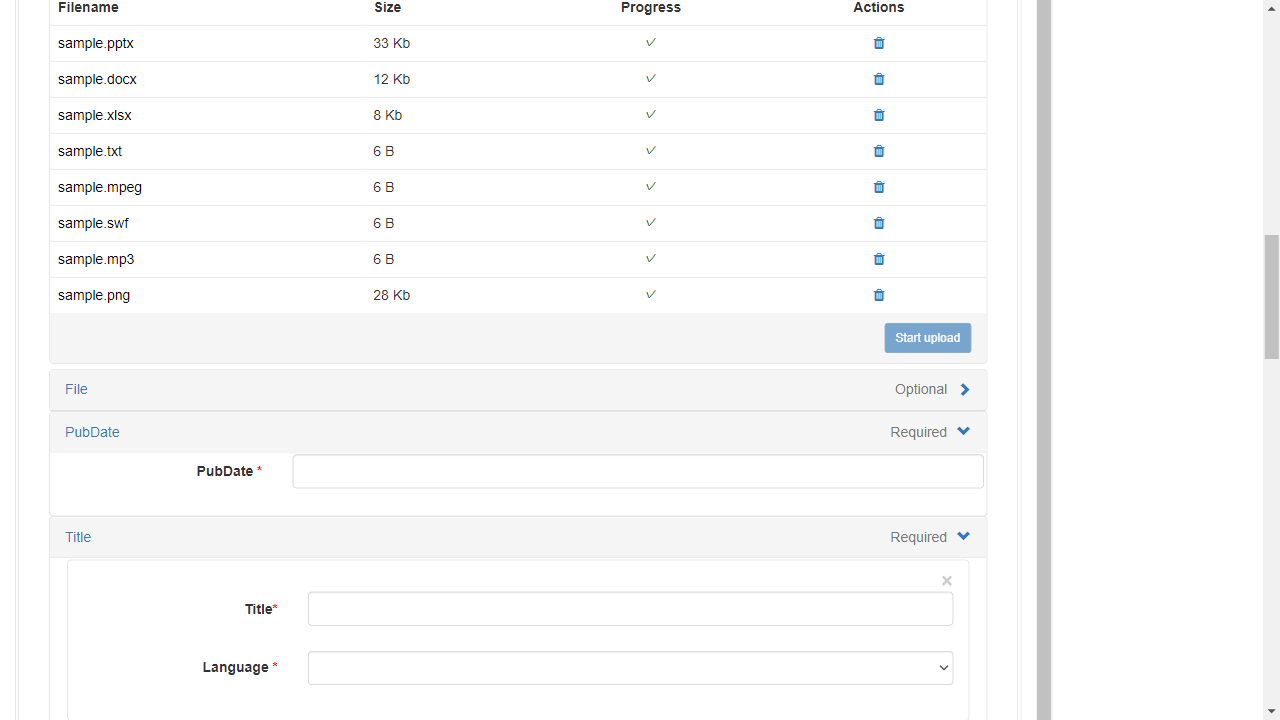 Filename Size Progress Actions
sample.pptx 33 Kb ✓
sample.docx 12 Kb ✓
sample.xlsx 8 Kb ✓
sample.txt 6 B ✓
sample.mpeg 6 B ✓
sample.swf 6 B ✓
sample.mp3 6 B ✓
sample.png 28 Kb ✓
Start upload
File Optional
PubDate Required
PubDate *
Title Required
×
Title*
Language *